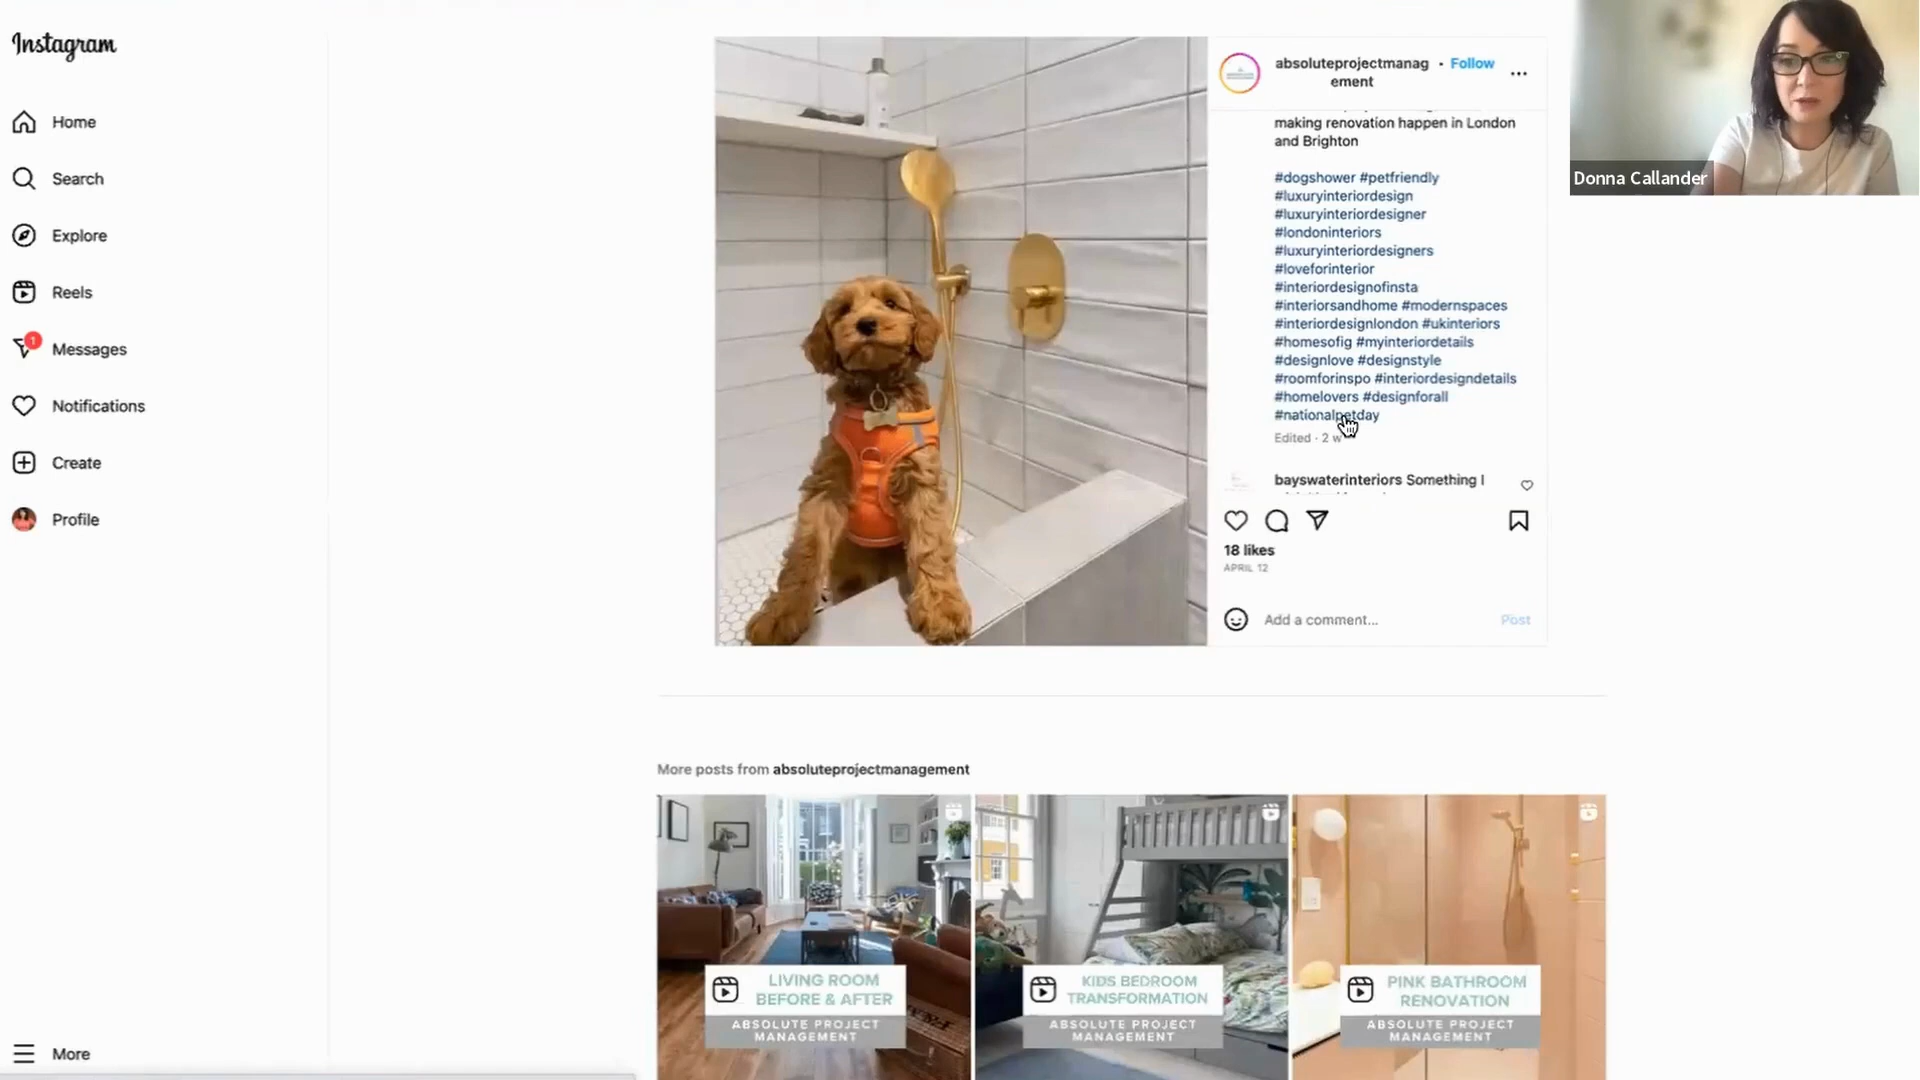 Instagram
Home
Search
Explore
Reels
1
Messages
Notifications
Create
Profile
More
absoluteprojectmanag
ement
• Follow
making renovation happen in London
and Brighton
#dogshower #petfriendly
#luxuryinteriordesign
#luxuryinteriordesigner
#londoninteriors
#luxuryinteriordesigners
#loveforinterior
#interiordesignofinsta
#interiorsandhome #modernspaces
#interiordesignlondon #ukinteriors
#homesofig #myinteriordetails
#designlove #designstyle
#roomforinspo #interiordesigndetails
#homelovers #designforall
#nationalpetday
Edited · 2 w
bayswaterinteriors Something I
18 likes
APRIL 12
Add a comment...
Post
Donna Callander
More posts from absoluteprojectmanagement
LIVING ROOM
BEFORE & AFTER
ABSOLUTE PROJECT
MANAGEMENT
KIDS BEDROOM
TRANSFORMATION
ABSOLUTE PROJECT
MANAGEMENT
PINK BATHROOM
RENOVATION
ABSOLUTE PROJECT
MANAGEMENT